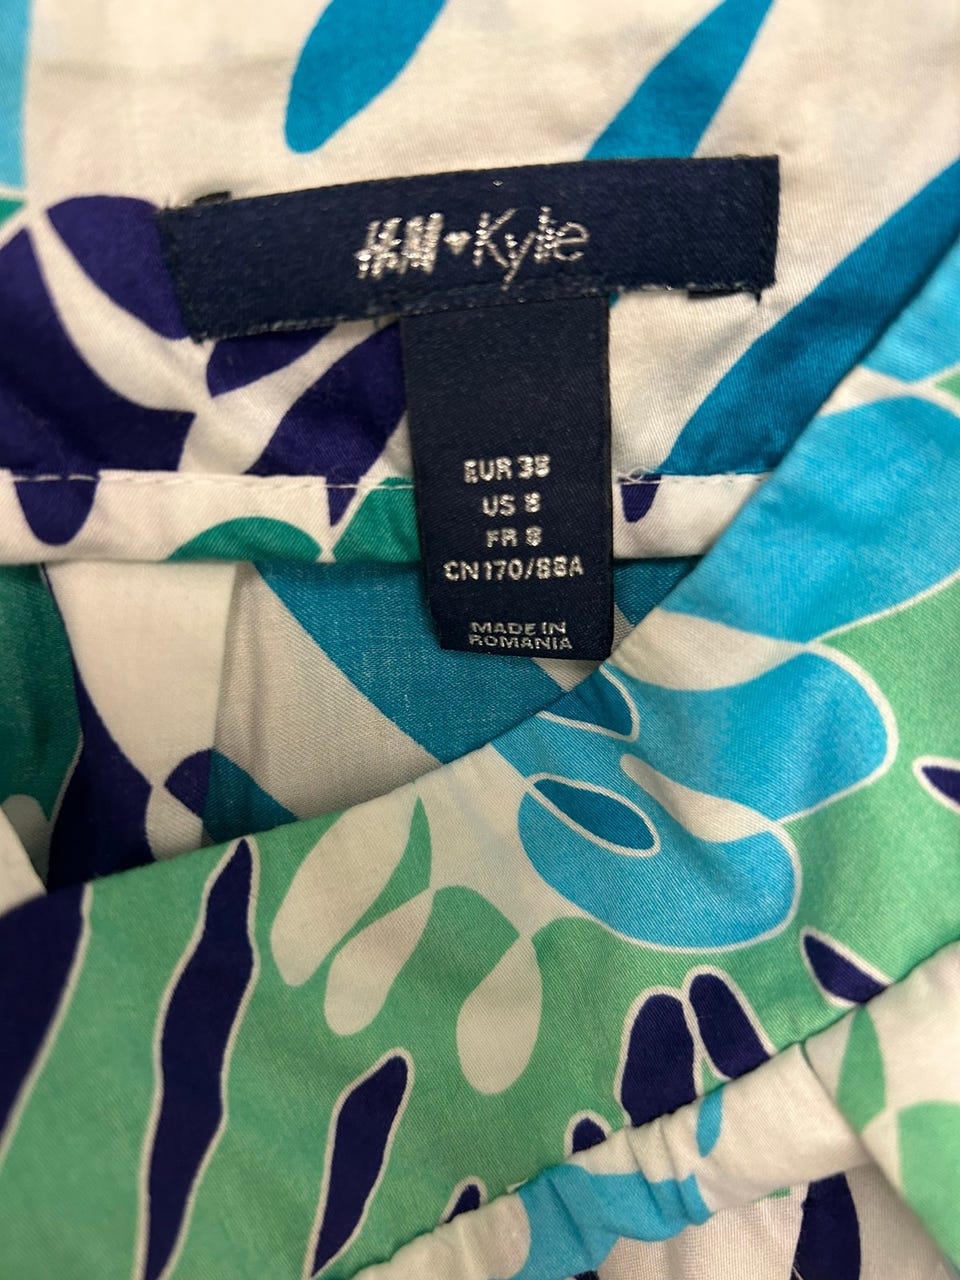 H&M ♥ Kylie
EUR 38
US 8
FR 8
CN170/88A
MADE IN
ROMANIA